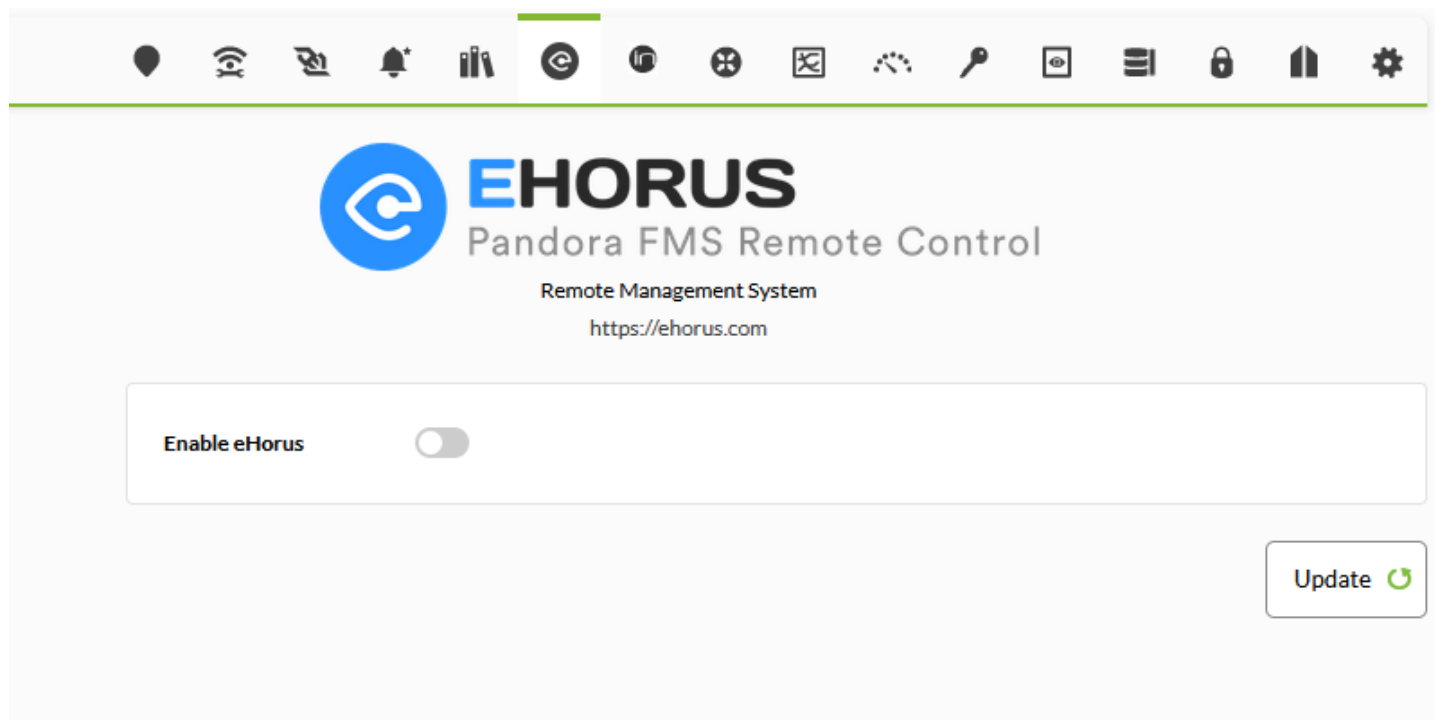 EHORUS
Pandora FMS Remote Control
Remote Management System
https://ehorus.com
Enable eHorus
Update